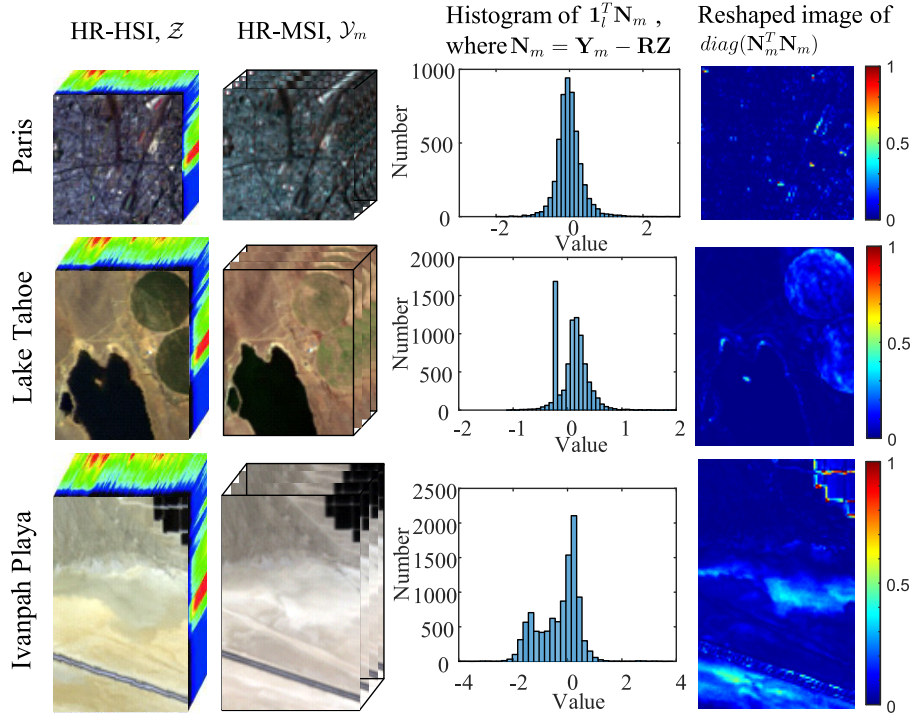 HR-HSI, 𝒵
HR-MSI, 𝒴ₘ
Histogram of 𝟏ₗᵀ𝐍ₘ ,
where 𝐍ₘ = 𝐘ₘ − 𝐑𝐙
Reshaped image of
diag(𝐍ₘᵀ𝐍ₘ)
Paris
Number
1000
500
0
-2
0
2
Value
1
0.5
0
Lake Tahoe
Number
2000
1500
1000
500
0
-2
-1
0
1
2
Value
1
0.5
0
Ivanpah Playa
Number
2500
2000
1500
1000
500
0
-4
-2
0
2
4
Value
1
0.5
0